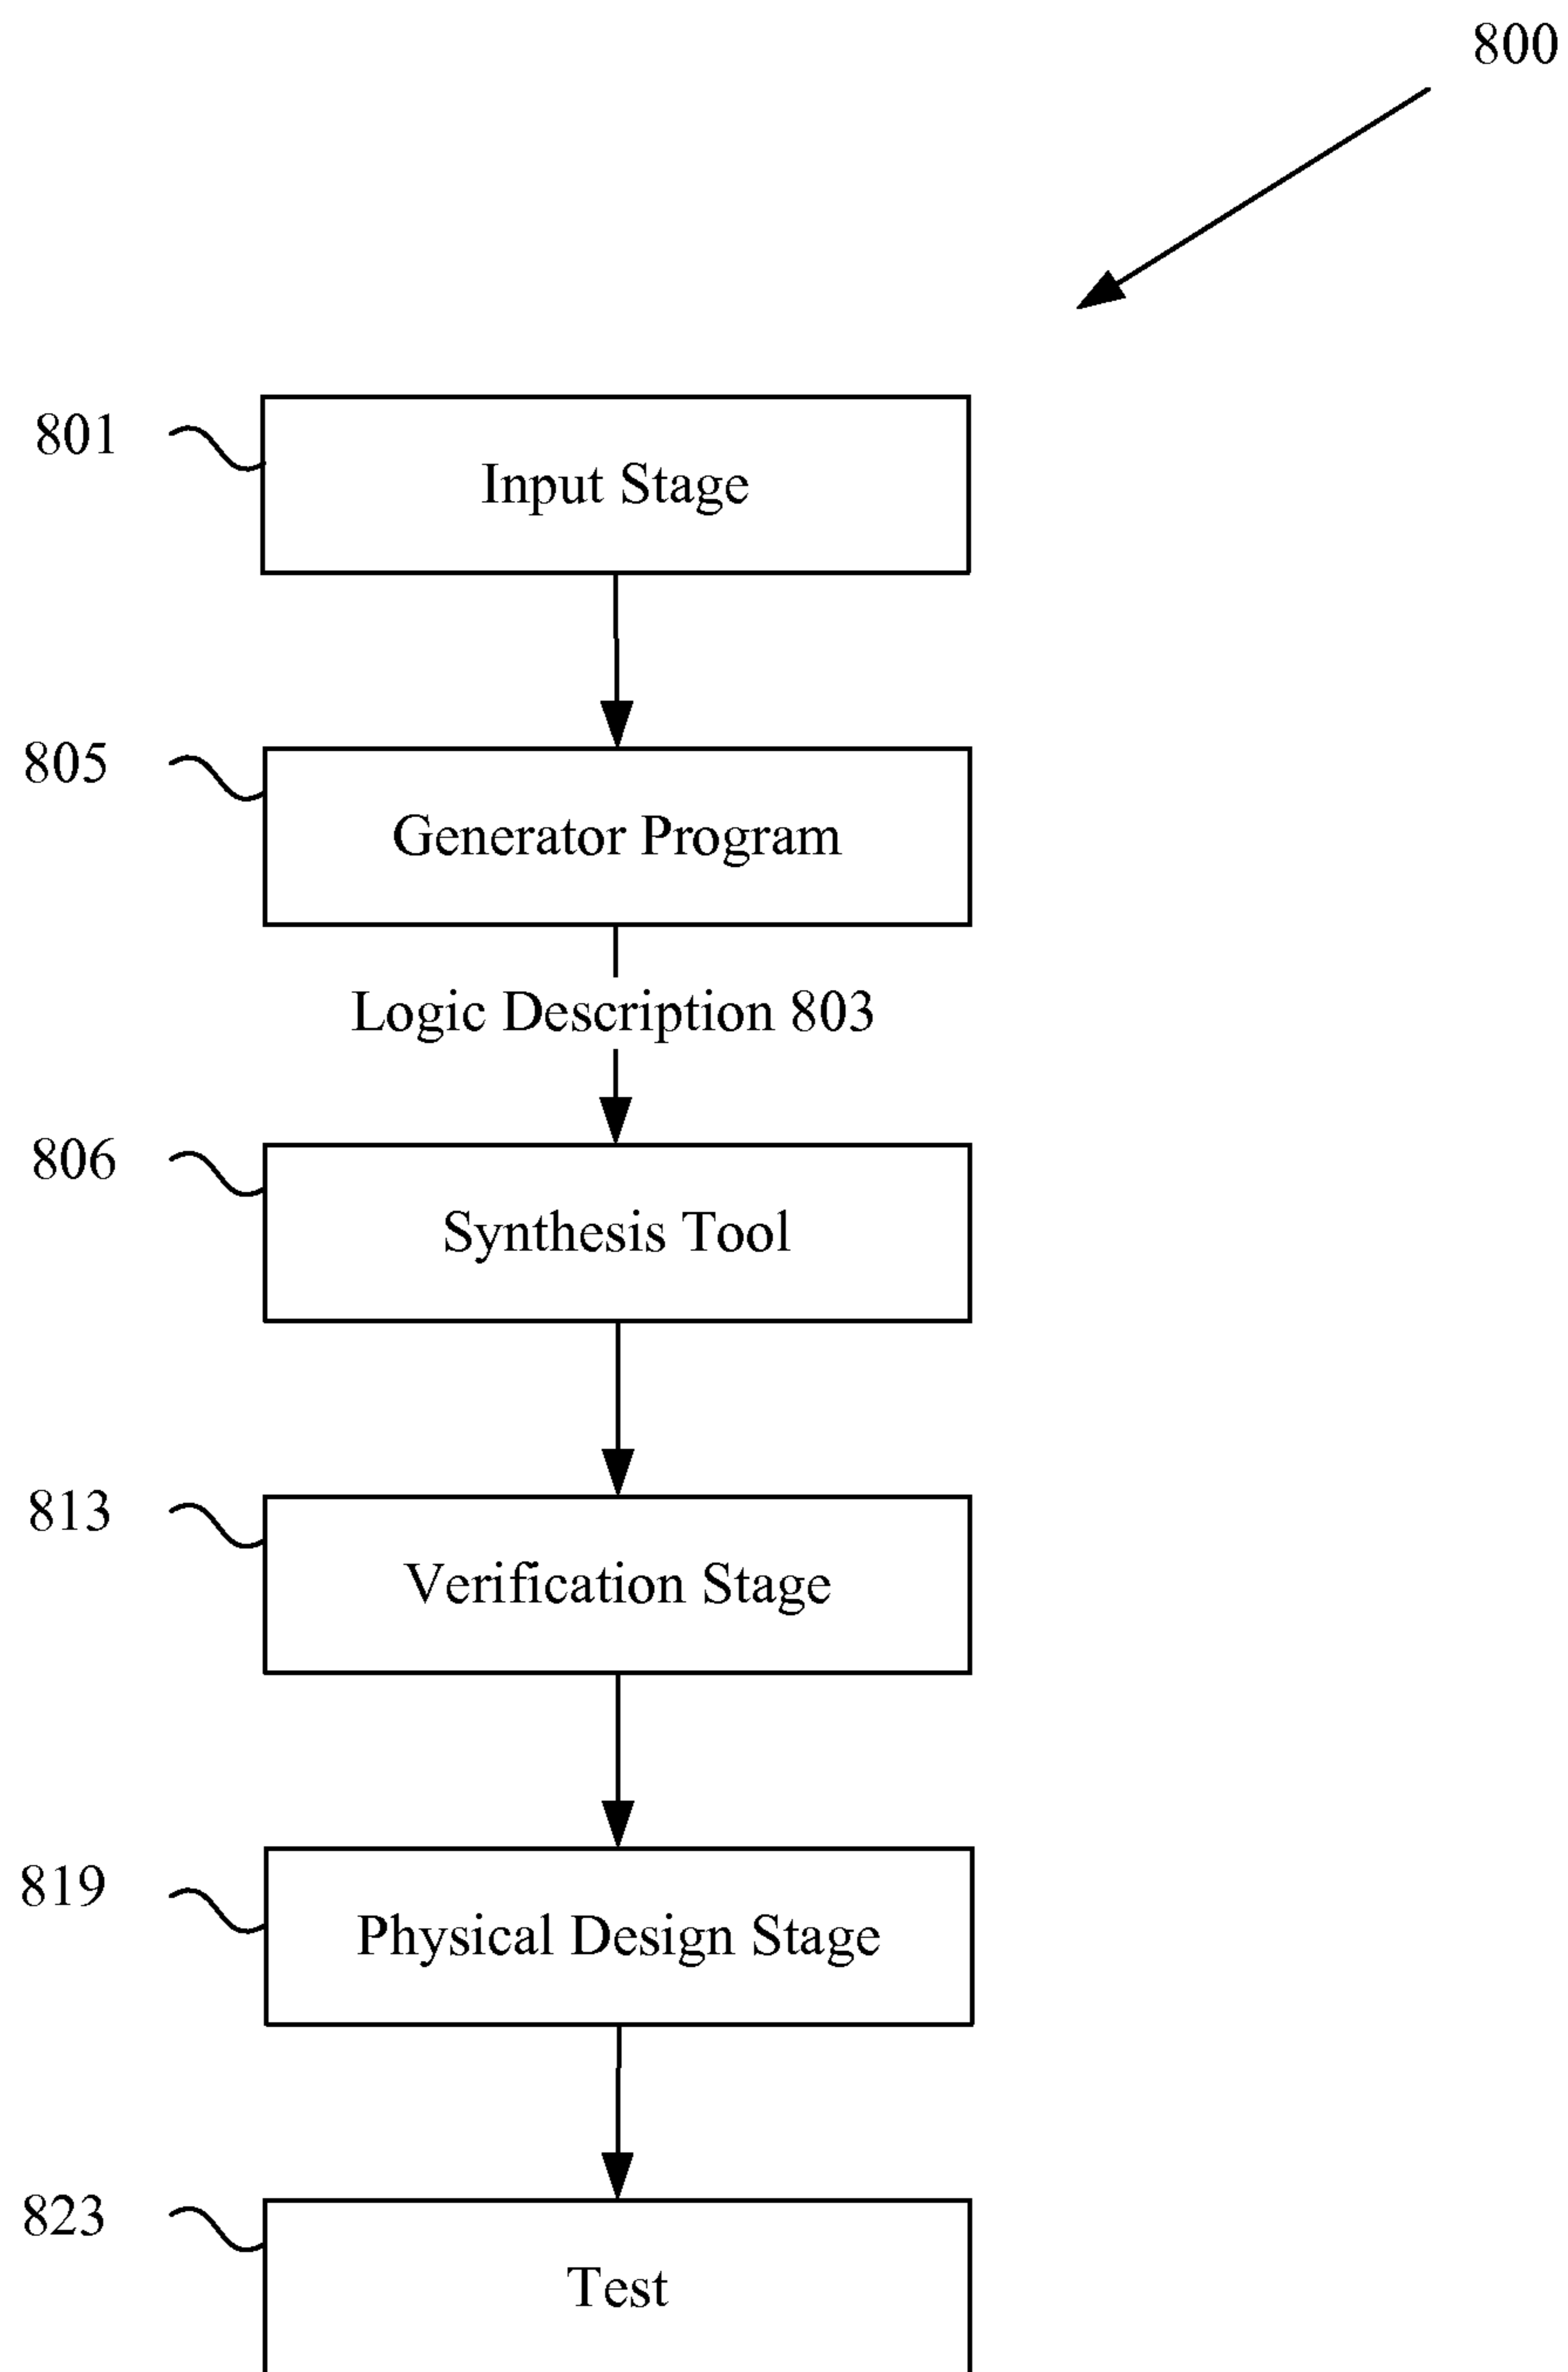 800
801
Input Stage
805
Generator Program
Logic Description 803
806
Synthesis Tool
813
Verification Stage
819
Physical Design Stage
823
Test